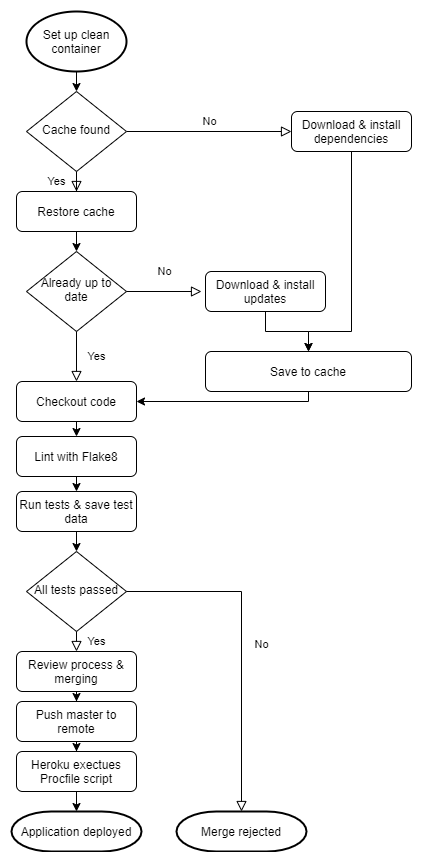 Set up clean
container
Cache found
No
Download & install
dependencies
Yes
Restore cache
Already up to
date
No
Download & install
updates
Yes
Save to cache
Checkout code
Lint with Flake8
Run tests & save test
data
All tests passed
Yes
No
Review process &
merging
Push master to
remote
Heroku exectues
Procfile script
Application deployed
Merge rejected